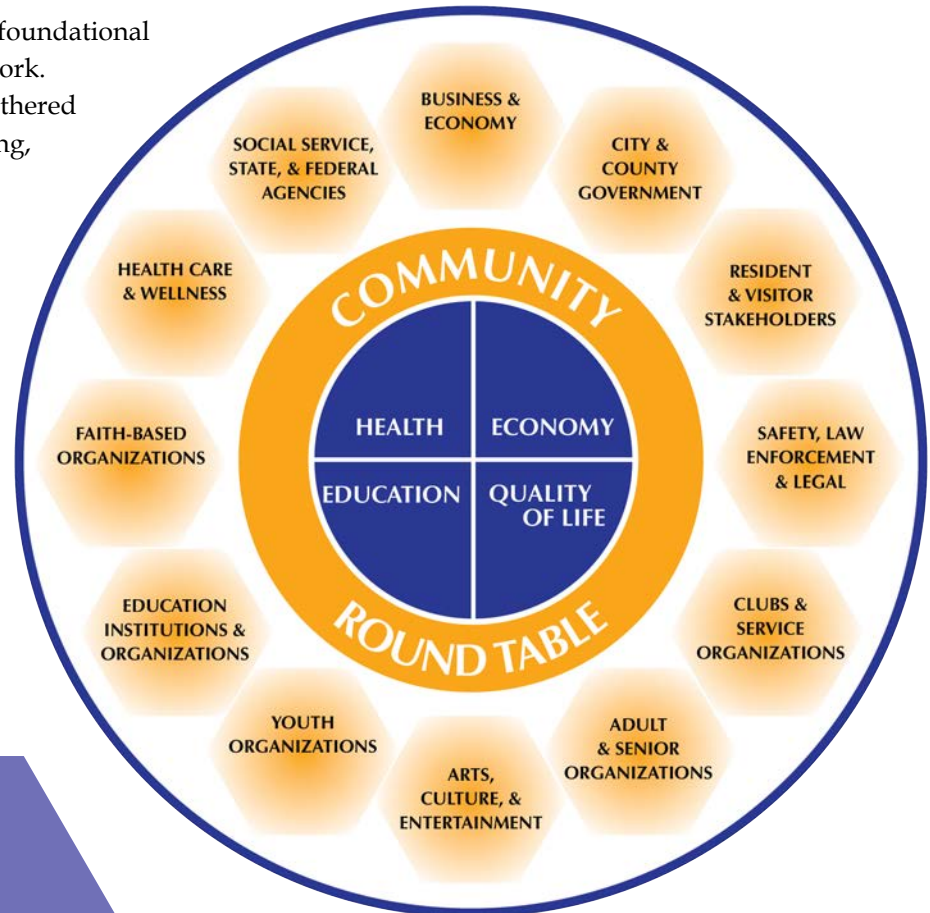 foundational
ork.
thered
ng,
BUSINESS &
ECONOMY
CITY &
COUNTY
GOVERNMENT
RESIDENT
& VISITOR
STAKEHOLDERS
SAFETY, LAW
ENFORCEMENT
& LEGAL
CLUBS &
SERVICE
ORGANIZATIONS
ADULT
& SENIOR
ORGANIZATIONS
ARTS,
CULTURE, &
ENTERTAINMENT
YOUTH
ORGANIZATIONS
EDUCATION
INSTITUTIONS &
ORGANIZATIONS
FAITH-BASED
ORGANIZATIONS
HEALTH CARE
& WELLNESS
SOCIAL SERVICE,
STATE, & FEDERAL
AGENCIES
COMMUNITY
ROUND TABLE
HEALTH
ECONOMY
EDUCATION
QUALITY
OF LIFE